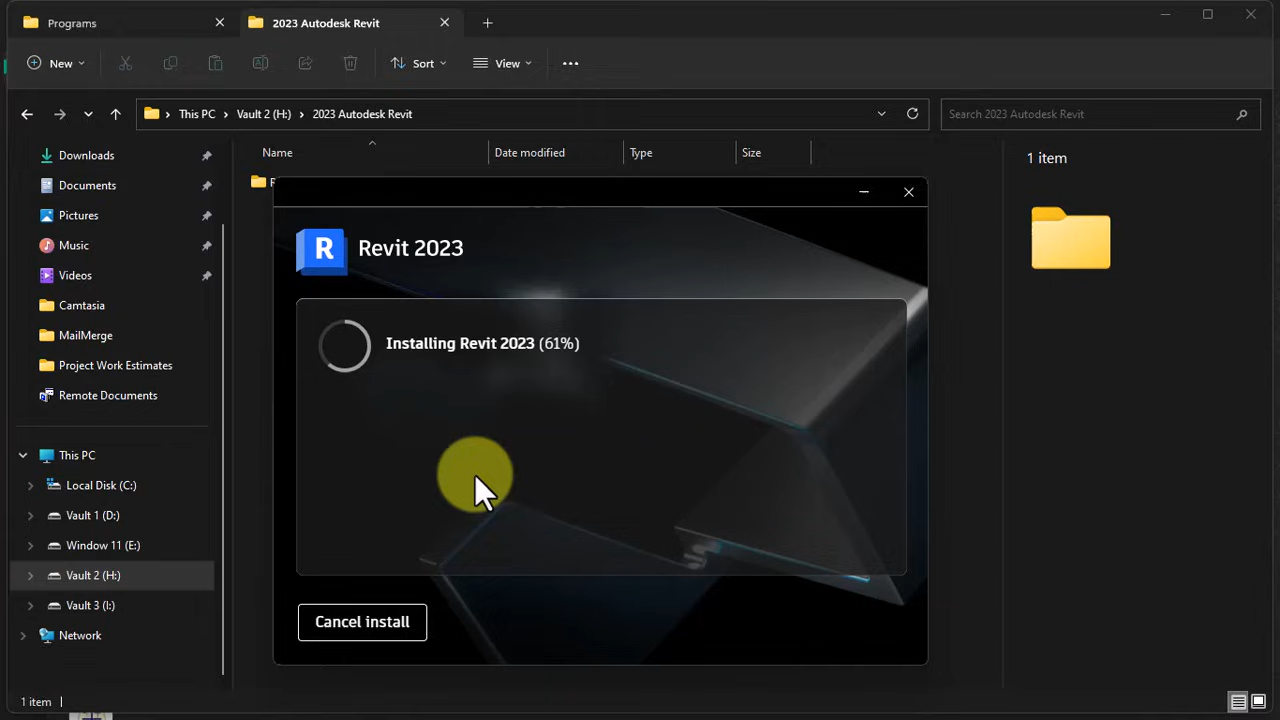 Programs
2023 Autodesk Revit
New
Sort
View
This PC > Vault 2 (H:) > 2023 Autodesk Revit
Search 2023 Autodesk Revit
Downloads
Documents
Pictures
Music
Videos
Camtasia
MailMerge
Project Work Estimates
Remote Documents
This PC
Local Disk (C:)
Vault 1 (D:)
Window 11 (E:)
Vault 2 (H:)
Vault 3 (I:)
Network
Name Date modified Type Size
R
Revit 2023
Installing Revit 2023 (61%)
Cancel install
1 item
1 item